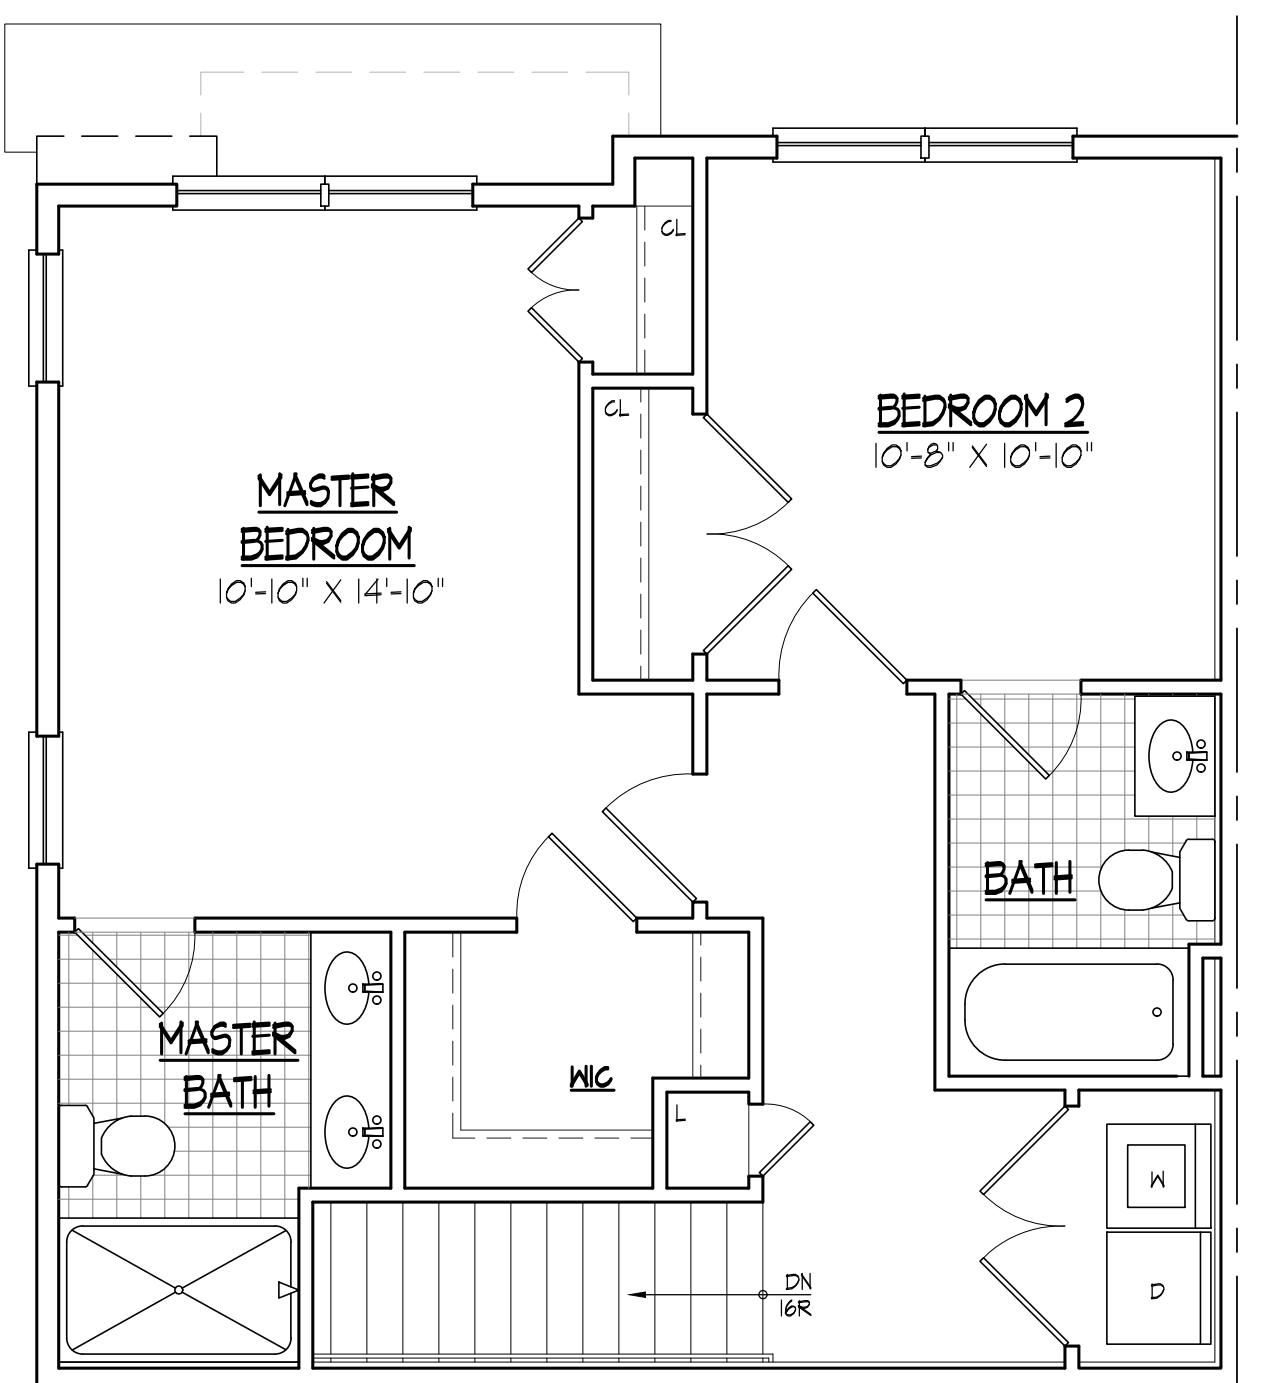 CL
CL
BEDROOM 2
10'-8" X 10'-10"
MASTER
BEDROOM
10'-10" X 14'-10"
BATH
MASTER
BATH
WIC
L
W
D
DN
16R